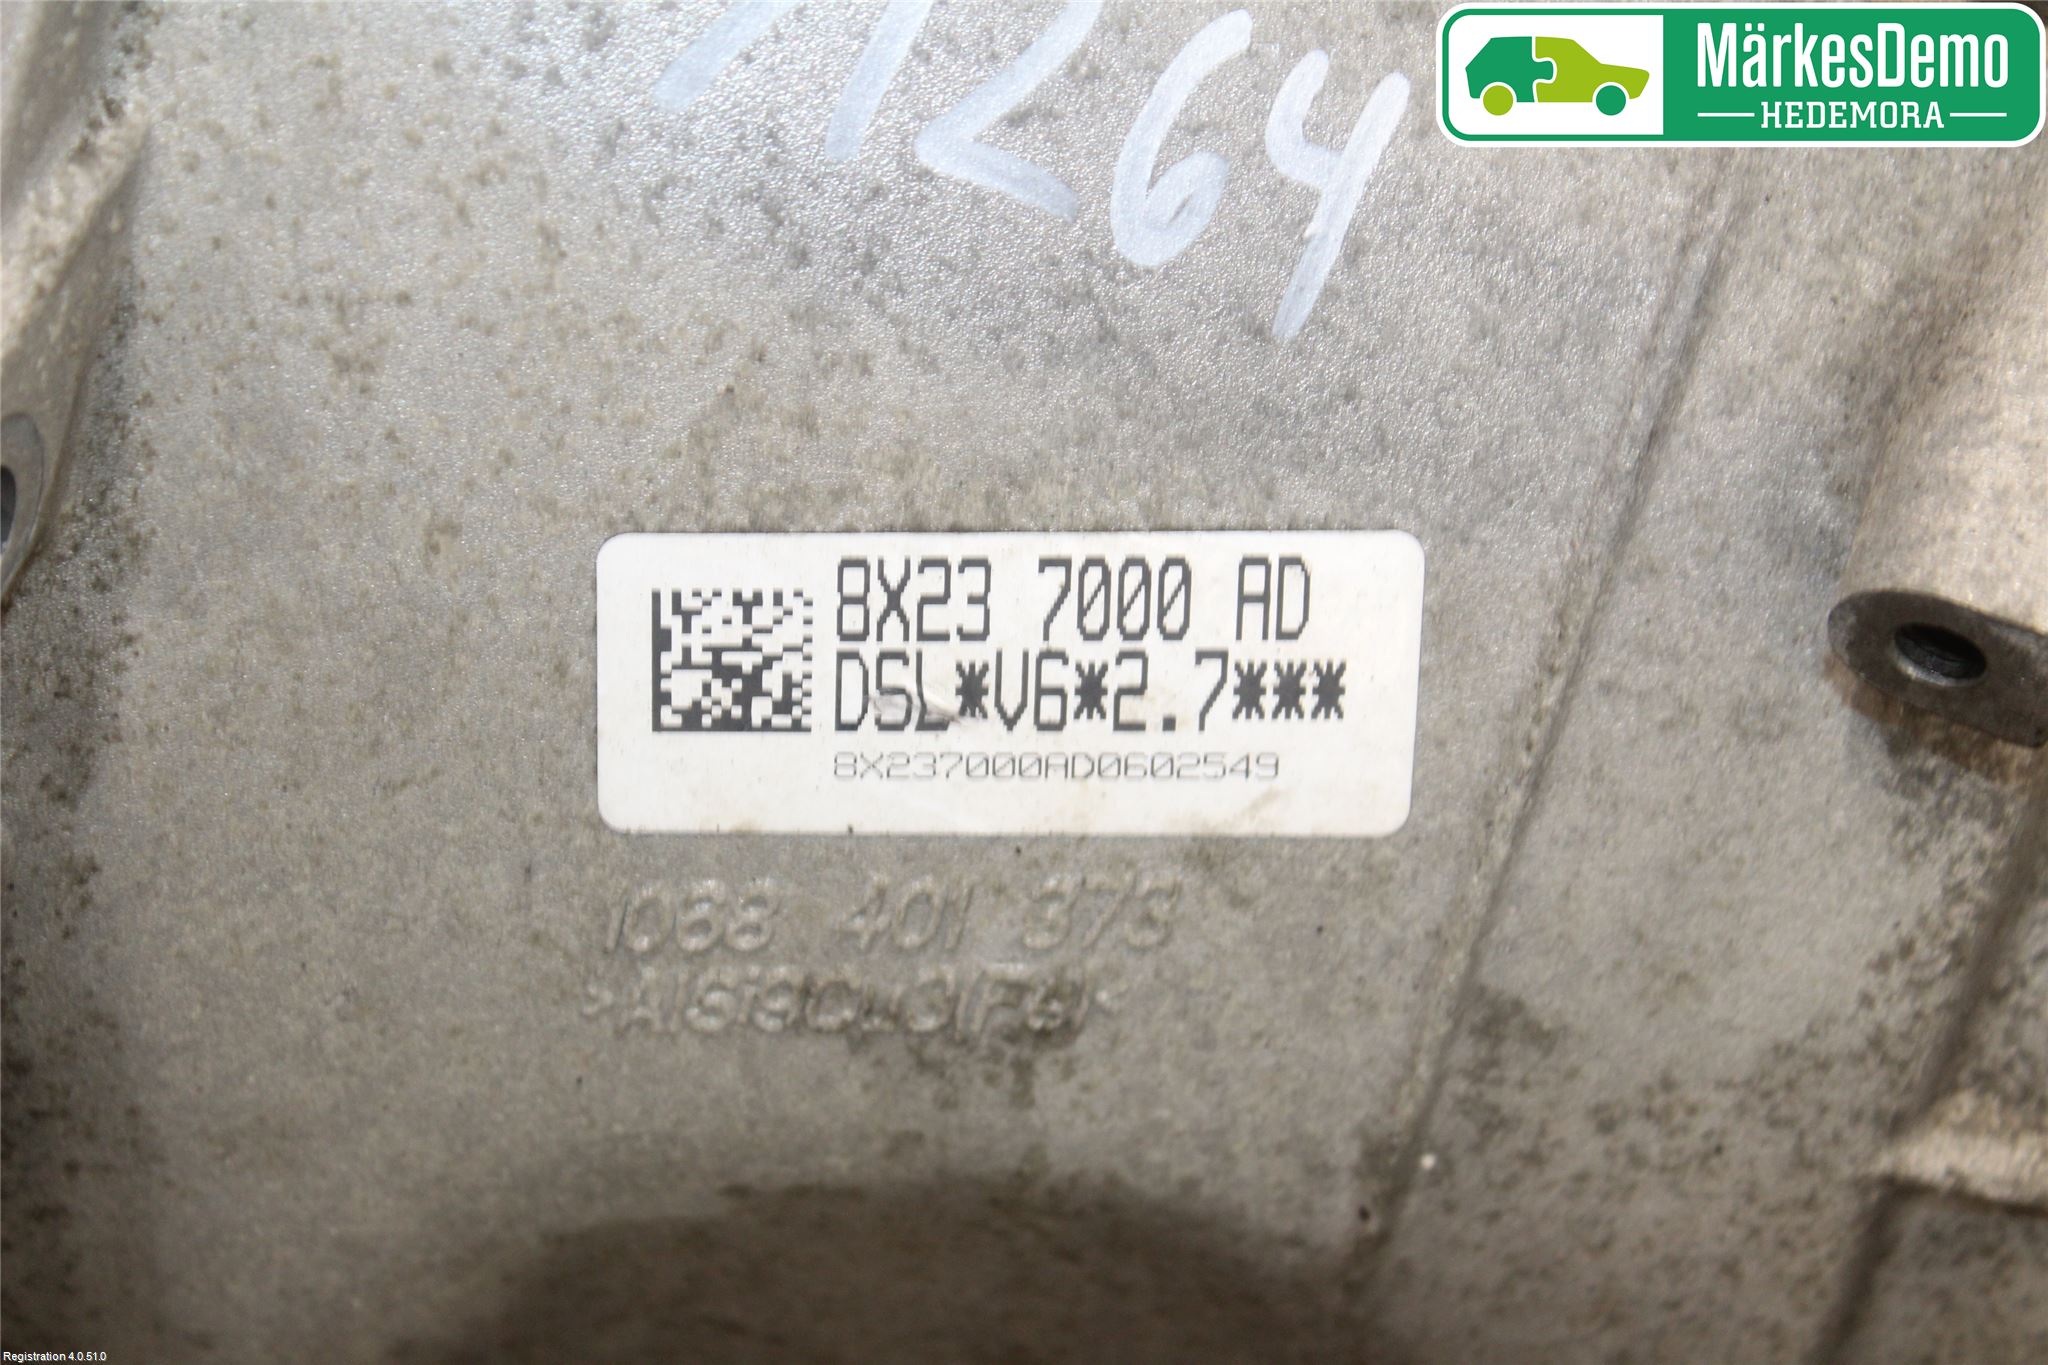 1264
MärkesDemo
HEDEMORA
8X23 7000 AD
DSL*V6*2.7***
8X237000AD0602549
1068 401 373
Registration 4.0.51.0